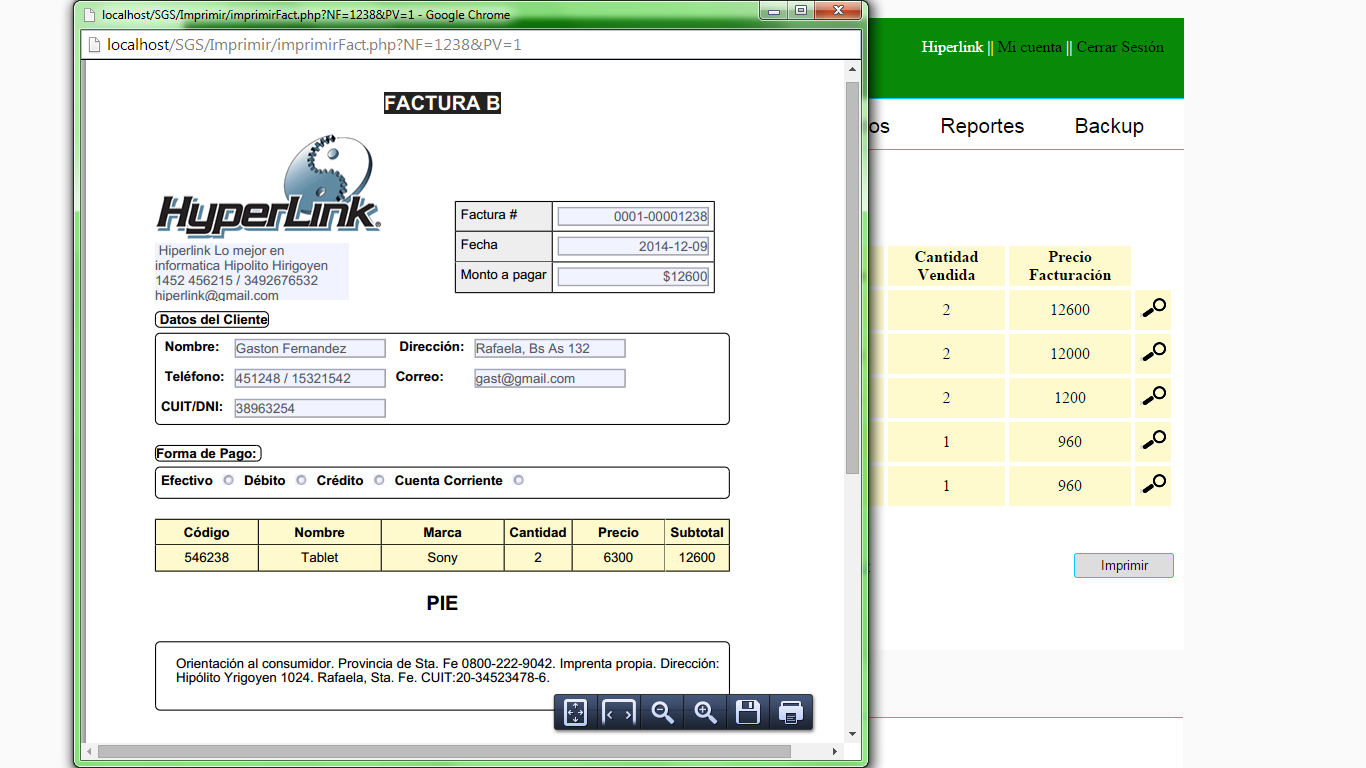 localhost/SGS/Imprimir/imprimirFact.php?NF=1238&PV=1 - Google Chrome
localhost/SGS/Imprimir/imprimirFact.php?NF=1238&PV=1
FACTURA B
HyperLink®
Hiperlink Lo mejor en
informatica Hipolito Hirigoyen
1452 456215 / 3492676532
hiperlink@gmail.com
Factura # 0001-00001238
Fecha 2014-12-09
Monto a pagar $12600
Datos del Cliente
Nombre: Gaston Fernandez Dirección: Rafaela, Bs As 132
Teléfono: 451248 / 15321542 Correo: gast@gmail.com
CUIT/DNI: 38963254
Forma de Pago:
Efectivo Débito Crédito Cuenta Corriente
Código Nombre Marca Cantidad Precio Subtotal
546238 Tablet Sony 2 6300 12600
PIE
Orientación al consumidor. Provincia de Sta. Fe 0800-222-9042. Imprenta propia. Dirección:
Hipólito Yrigoyen 1024. Rafaela, Sta. Fe. CUIT:20-34523478-6.
Hiperlink || Mi cuenta || Cerrar Sesión
os Reportes Backup
Cantidad Vendida Precio Facturación
2 12600
2 12000
2 1200
1 960
1 960
Imprimir